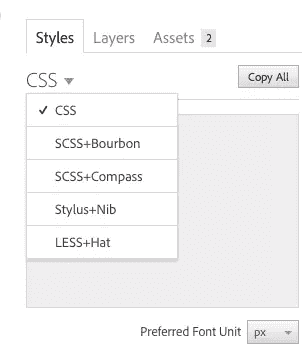 Styles Layers Assets 2
CSS Copy All
✓ CSS
SCSS+Bourbon
SCSS+Compass
Stylus+Nib
LESS+Hat
Preferred Font Unit px